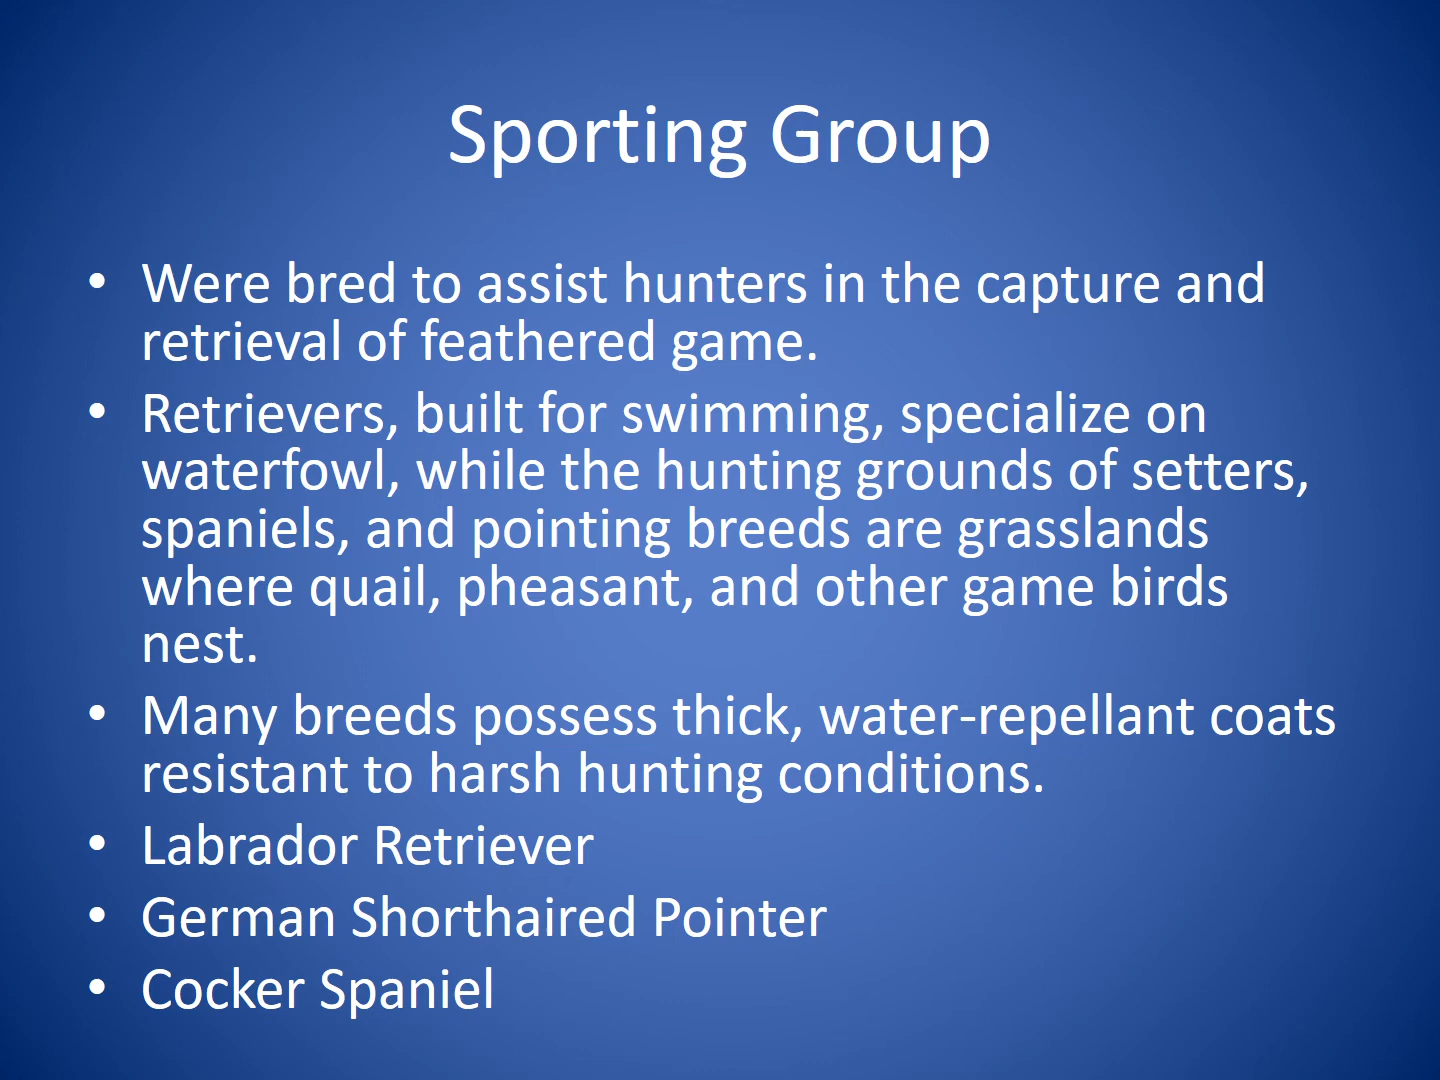 Sporting Group
• Were bred to assist hunters in the capture and
retrieval of feathered game.
• Retrievers, built for swimming, specialize on
waterfowl, while the hunting grounds of setters,
spaniels, and pointing breeds are grasslands
where quail, pheasant, and other game birds
nest.
• Many breeds possess thick, water-repellant coats
resistant to harsh hunting conditions.
• Labrador Retriever
• German Shorthaired Pointer
• Cocker Spaniel